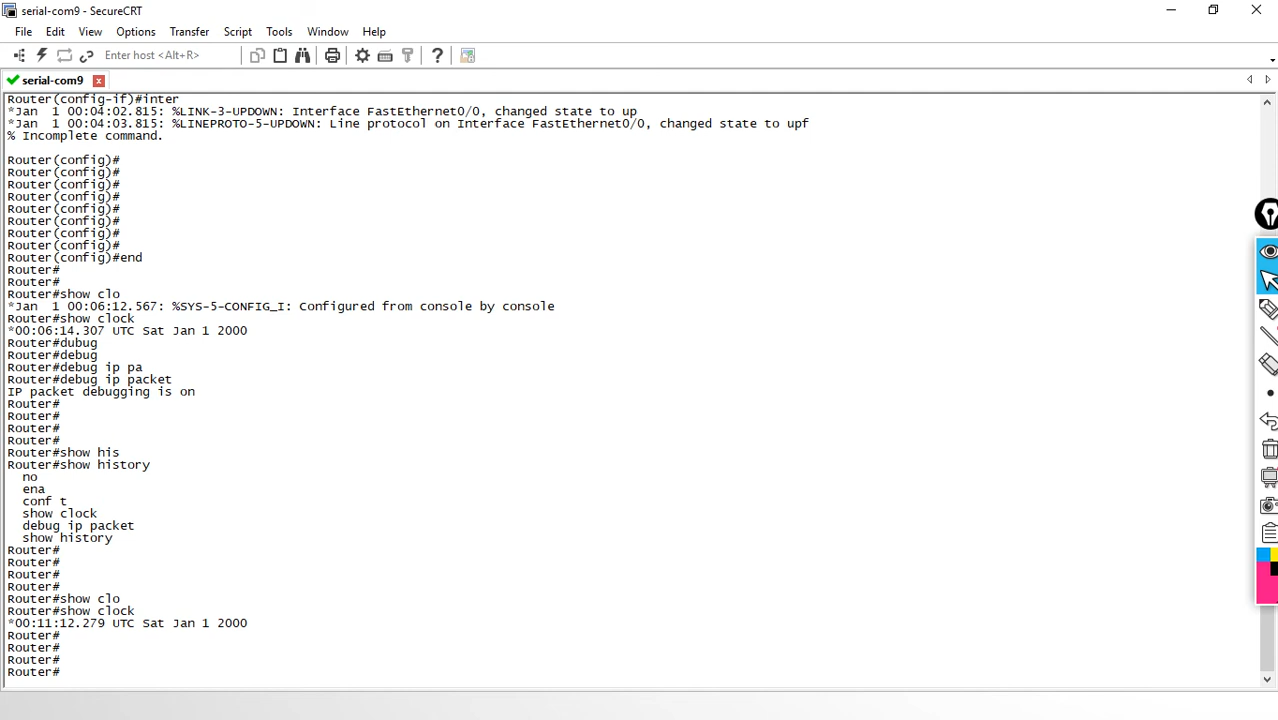 serial-com9 - SecureCRT
File Edit View Options Transfer Script Tools Window Help
Enter host <Alt+R>
serial-com9
Router(config-if)#inter
*Jan  1 00:04:02.815: %LINK-3-UPDOWN: Interface FastEthernet0/0, changed state to up
*Jan  1 00:04:03.815: %LINEPROTO-5-UPDOWN: Line protocol on Interface FastEthernet0/0, changed state to upf
% Incomplete command.
Router(config)#
Router(config)#
Router(config)#
Router(config)#
Router(config)#
Router(config)#
Router(config)#
Router(config)#
Router(config)#end
Router#
Router#
Router#show clo
*Jan  1 00:06:12.567: %SYS-5-CONFIG_I: Configured from console by console
Router#show clock
*00:06:14.307 UTC Sat Jan 1 2000
Router#dubug
Router#debug
Router#debug ip pa
Router#debug ip packet
IP packet debugging is on
Router#
Router#
Router#
Router#
Router#show his
Router#show history
  no
  ena
  conf t
  show clock
  debug ip packet
  show history
Router#
Router#
Router#
Router#
Router#show clo
Router#show clock
*00:11:12.279 UTC Sat Jan 1 2000
Router#
Router#
Router#
Router#